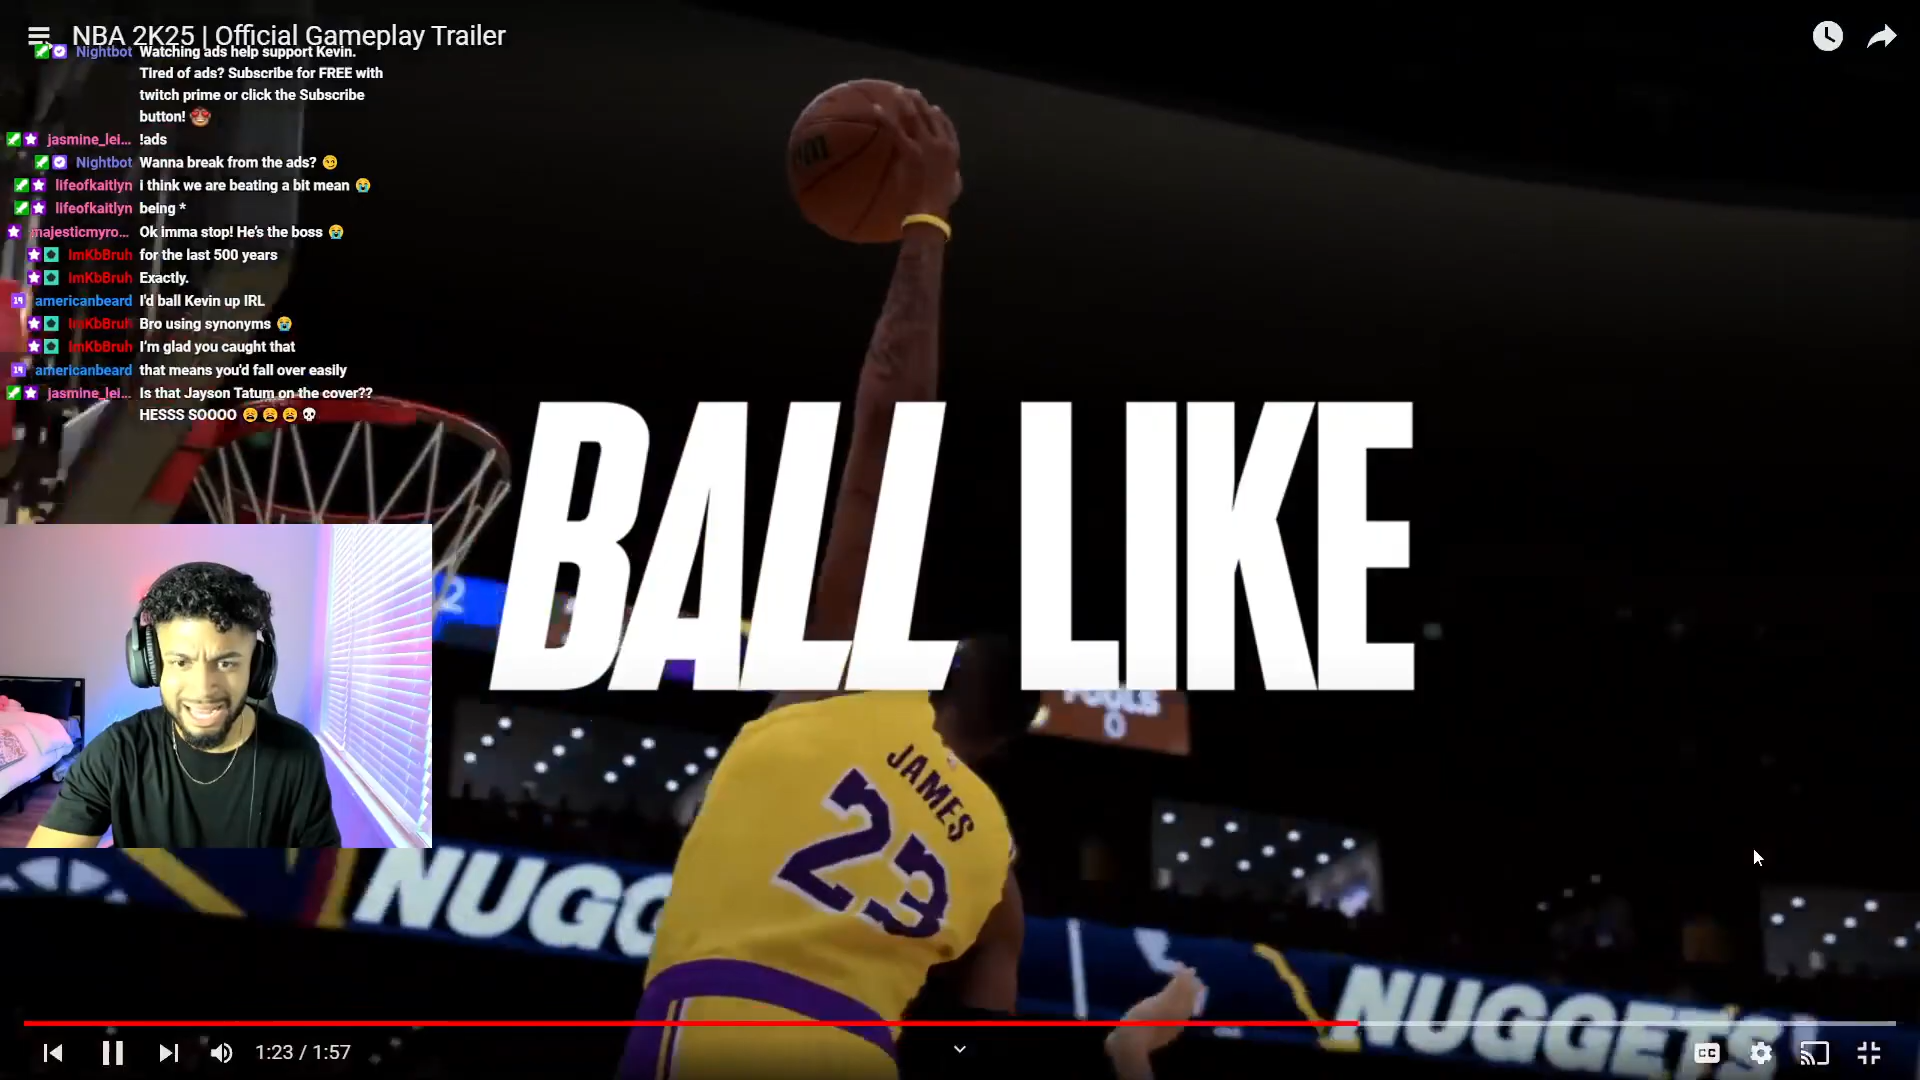 NBA 2K25 | Official Gameplay Trailer
Nightbot Watching ads help support Kevin.
Tired of ads? Subscribe for FREE with
twitch prime or click the Subscribe
button!
jasmine_lei... !ads
Nightbot Wanna break from the ads? 😏
lifeofkaitlyn i think we are beating a bit mean 😭
lifeofkaitlyn being *
majesticmyro... Ok imma stop! He's the boss 😭
ImKbBruh for the last 500 years
ImKbBruh Exactly.
americanbeard I'd ball Kevin up IRL
ImKbBruh Bro using synonyms 😭
ImKbBruh I'm glad you caught that
americanbeard that means you'd fall over easily
jasmine_lei... Is that Jayson Tatum on the cover??
HESSS SOOOO 😩😩😩💀
BALL LIKE
2
FOULS
0
JAMES
23
NUGG
NUGGETS
1:23 / 1:57
CC